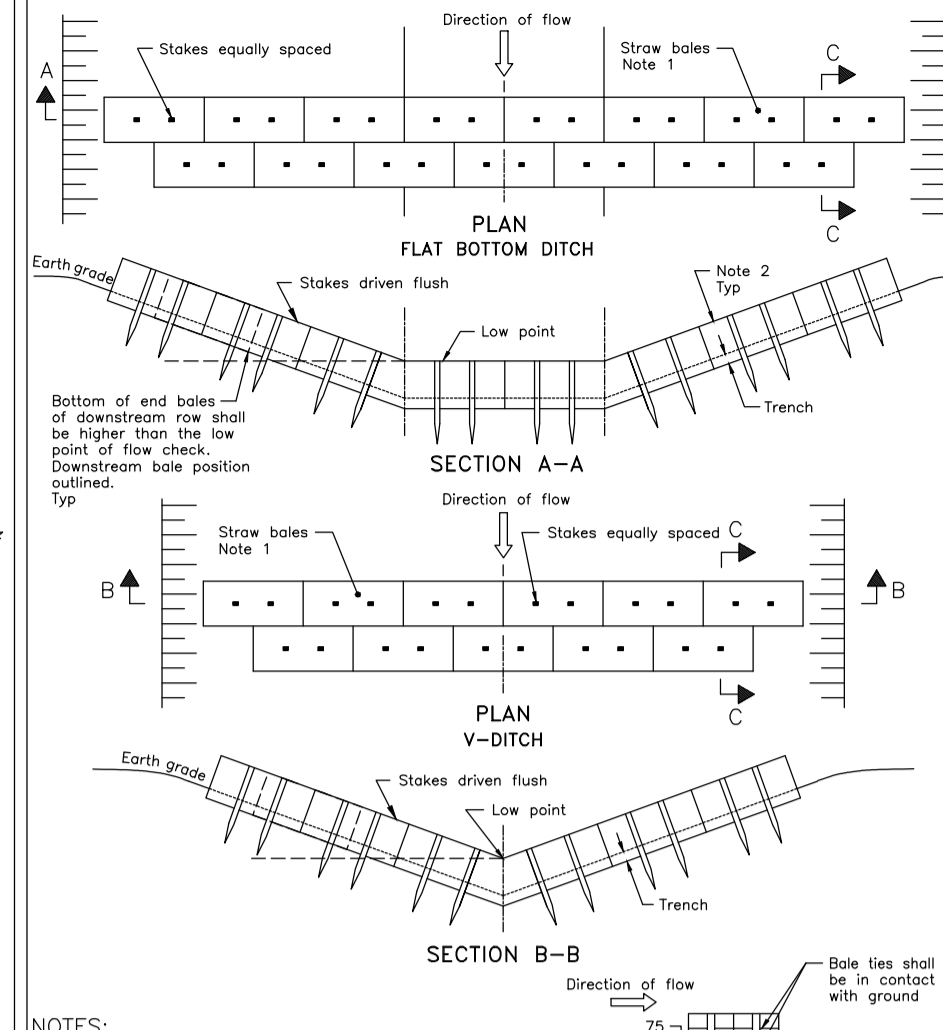 Direction of flow
Stakes equally spaced
Straw bales
Note 1
C
A
C
PLAN
FLAT BOTTOM DITCH
Earth grade
Stakes driven flush
Note 2
Typ
Low point
Bottom of end bales
of downstream row shall
be higher than the low
point of flow check.
Downstream bale position
outlined.
Typ
Trench
SECTION A-A
Direction of flow
Straw bales
Note 1
Stakes equally spaced
C
B
B
C
PLAN
V-DITCH
Earth grade
Stakes driven flush
Low point
Trench
SECTION B-B
Direction of flow
Bale ties shall
be in contact
with ground
75
NOTES: